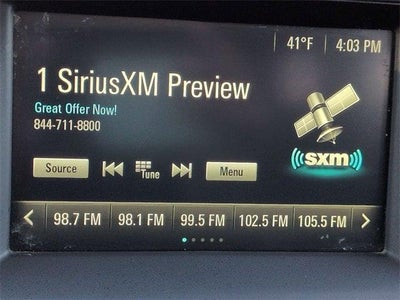 41°F 4:03 PM
1 SiriusXM Preview
Great Offer Now!
844-711-8800
((sxm))
Source Tune Menu
98.7 FM 98.1 FM 99.5 FM 102.5 FM 105.5 FM